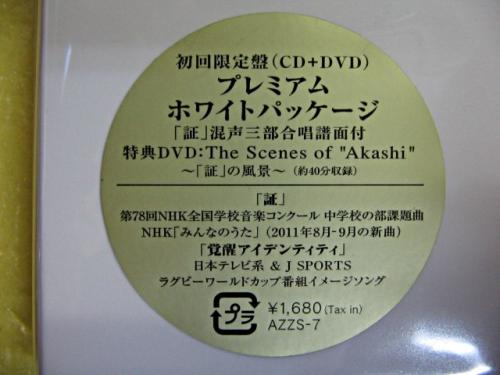 初回限定盤(CD+DVD)
プレミアム
ホワイトパッケージ
「証」混声三部合唱譜面付
特典DVD:The Scenes of "Akashi"
～「証」の風景～(約40分収録)
「証」
第78回NHK全国学校音楽コンクール 中学校の部課題曲
NHK「みんなのうた」(2011年8月-9月の新曲)
「覚醒アイデンティティ」
日本テレビ系 & J SPORTS
ラグビーワールドカップ番組イメージソング
プラ
¥1,680(Tax in)
AZZS-7